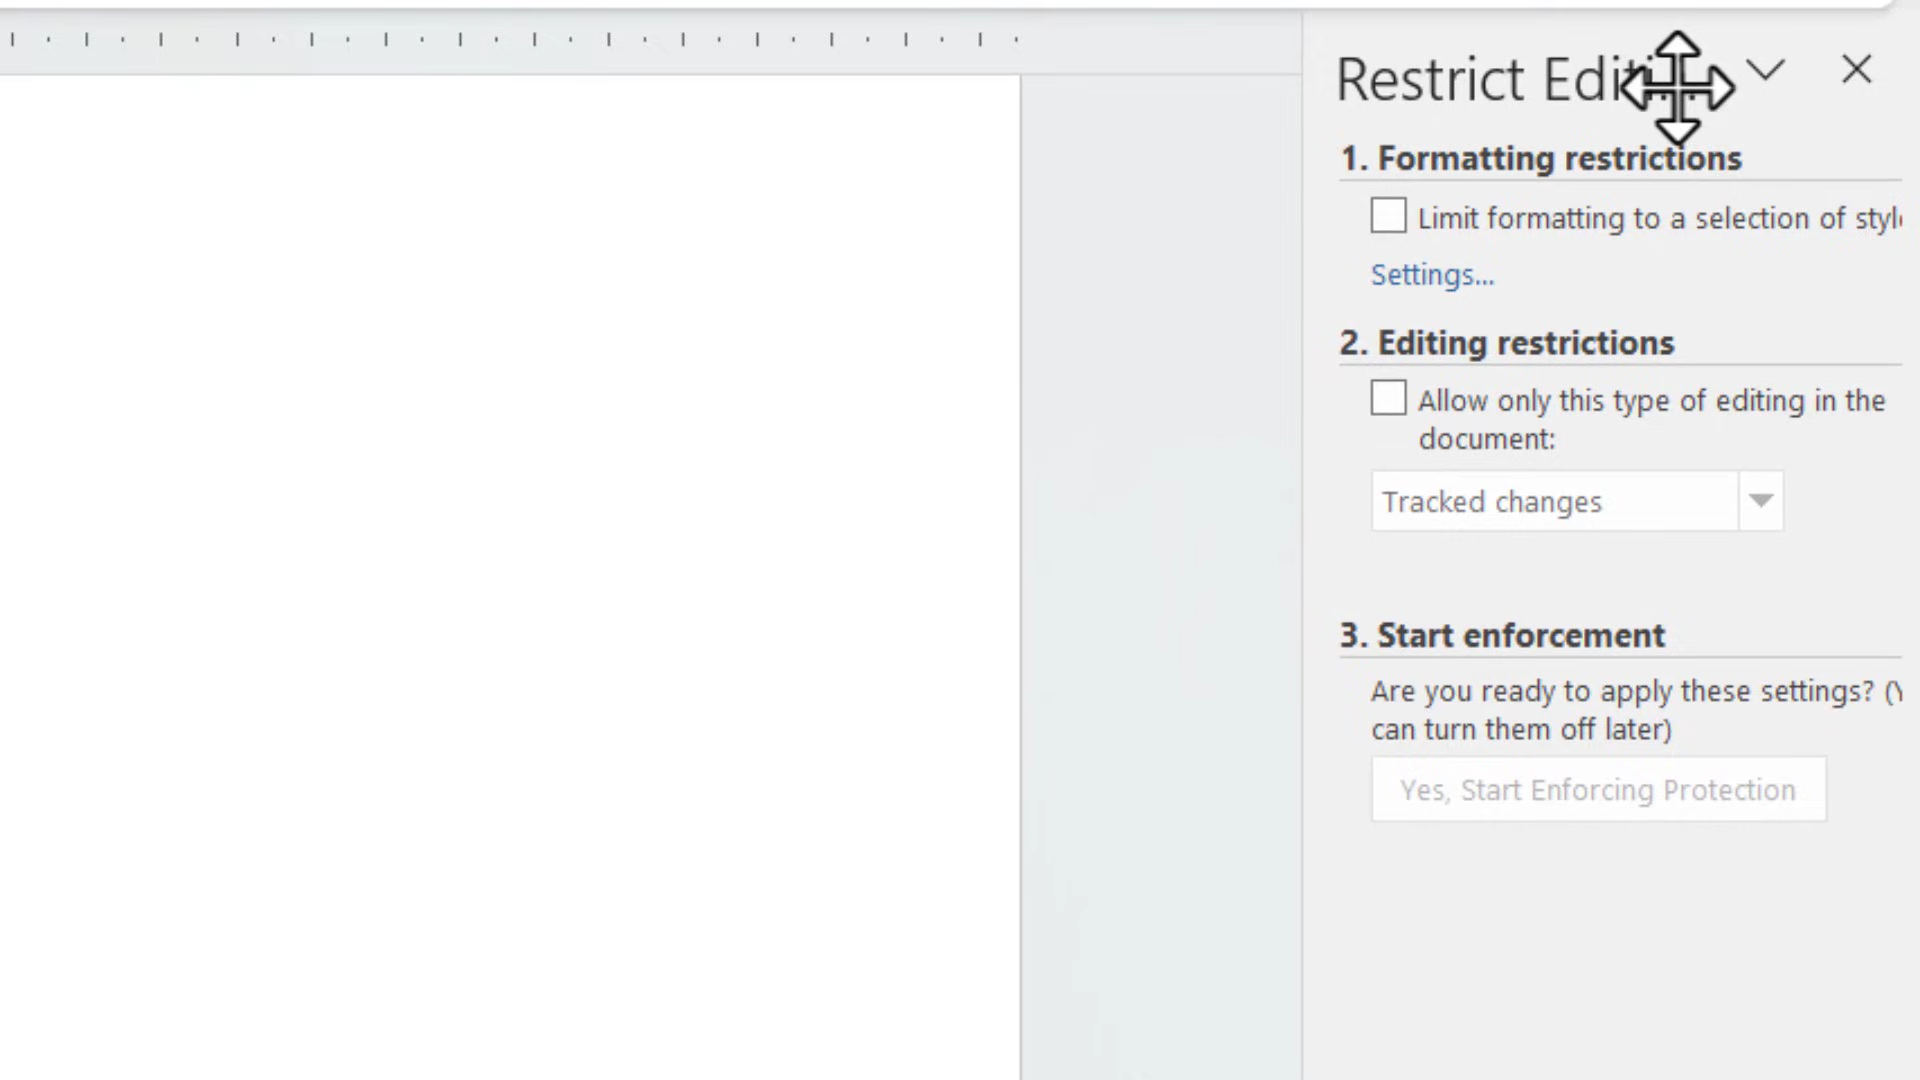 Restrict Edi
1. Formatting restrictions
Limit formatting to a selection of
Settings...
2. Editing restrictions
Allow only this type of editing in the
document:
Tracked changes
3. Start enforcement
Are you ready to apply these settings? (
can turn them off later)
Yes, Start Enforcing Protection